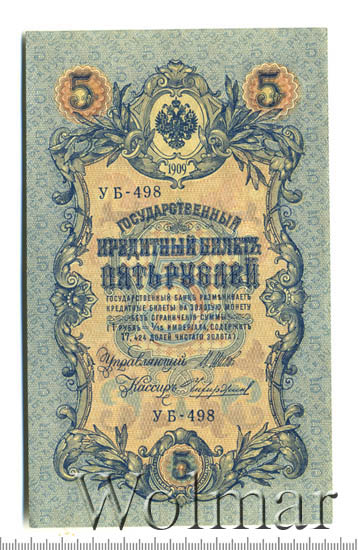 5 5
1909
УБ-498
ГОСУДАРСТВЕННЫЙ
КРЕДИТНЫЙ БИЛЕТЪ
ПЯТЬ РУБЛЕЙ
ГОСУДАРСТВЕННЫЙ БАНКЪ РАЗМѢНИВАЕТЪ
КРЕДИТНЫЕ БИЛЕТЫ НА ЗОЛОТУЮ МОНЕТУ
БЕЗЪ ОГРАНИЧЕНІЯ СУММЫ
(1 РУБЛЬ = 1/15 ИМПЕРІАЛА, СОДЕРЖИТЪ
17,424 ДОЛЕЙ ЧИСТАГО ЗОЛОТА).
Управляющій
Кассиръ
УБ-498
5
Wolmar